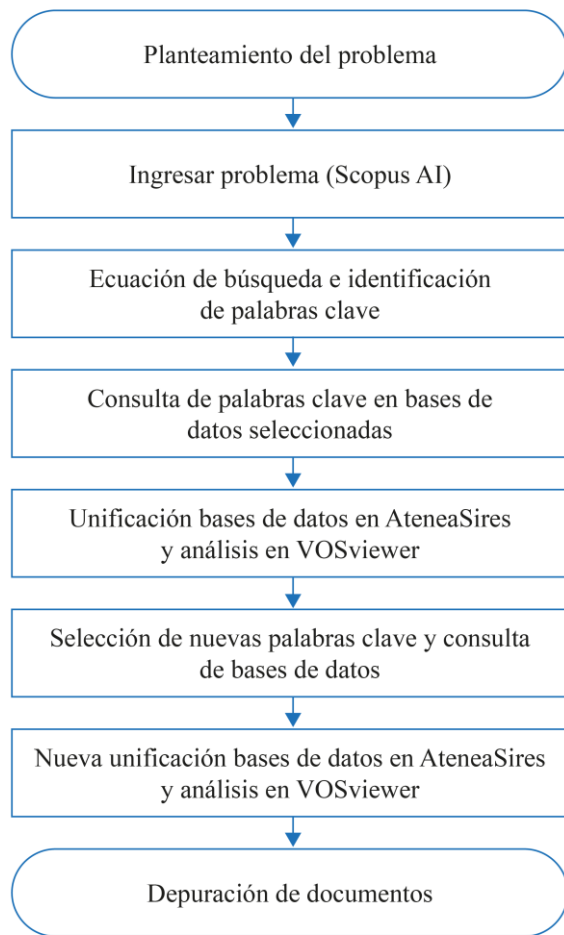 Planteamiento del problema
Ingresar problema (Scopus AI)
Ecuación de búsqueda e identificación
de palabras clave
Consulta de palabras clave en bases de
datos seleccionadas
Unificación bases de datos en AteneaSires
y análisis en VOSviewer
Selección de nuevas palabras clave y consulta
de bases de datos
Nueva unificación bases de datos en AteneaSires
y análisis en VOSviewer
Depuración de documentos